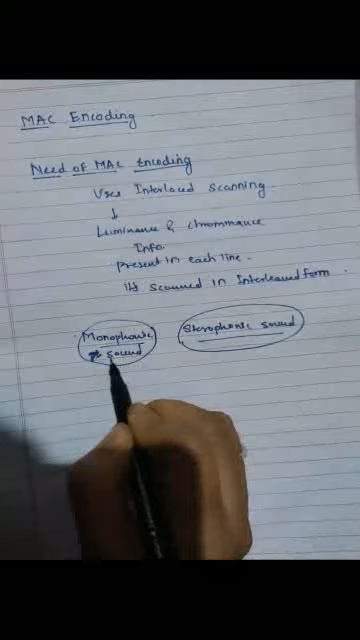 MAC Encoding
Need of MAC Encoding
Uses Interlaced Scanning
↓
Luminance & chrominance
Info.
Present in each line.
It scanned in Interleaved form
Monophonic Sterophonic sound
sound